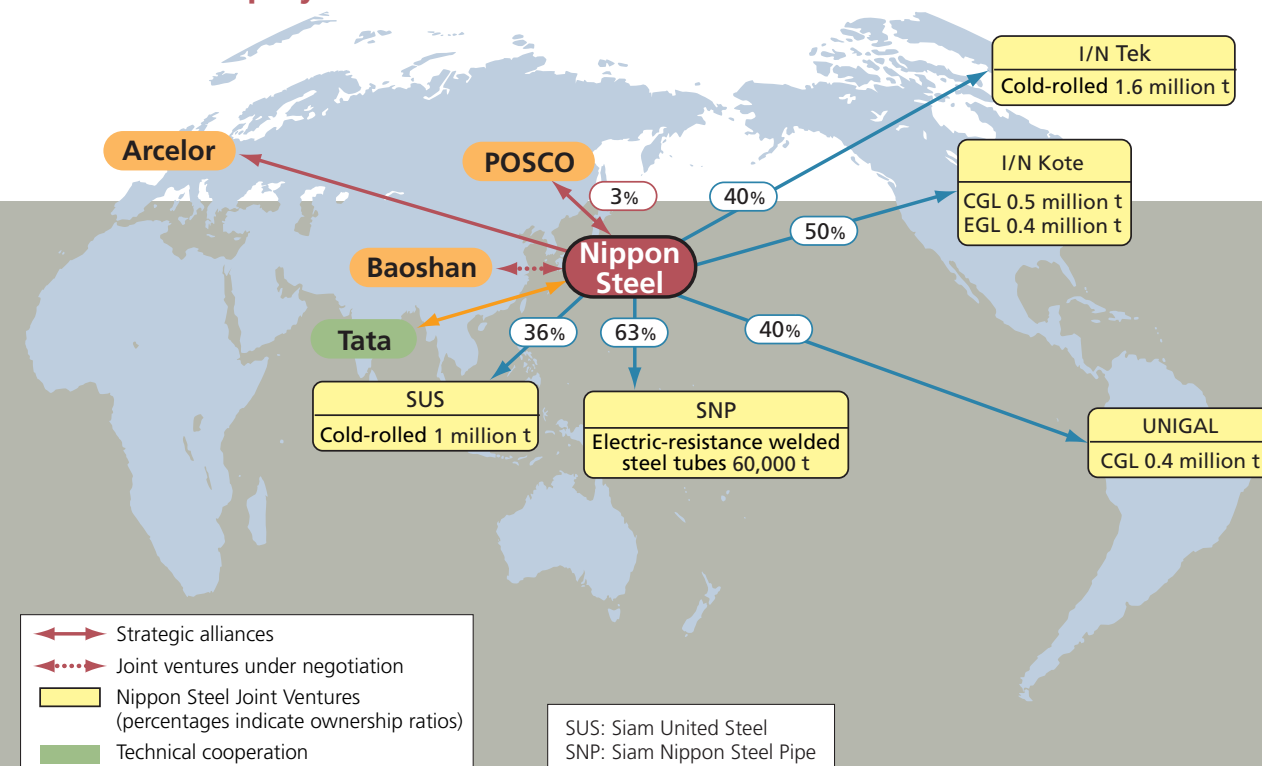 I/N Tek
Cold-rolled 1.6 million t
Arcelor
POSCO
I/N Kote
3%
40%
CGL 0.5 million t
EGL 0.4 million t
50%
Nippon
Steel
Baoshan
Tata
36%
63%
40%
SUS
Cold-rolled 1 million t
SNP
Electric-resistance welded
steel tubes 60,000 t
UNIGAL
CGL 0.4 million t
Strategic alliances
Joint ventures under negotiation
Nippon Steel Joint Ventures
(percentages indicate ownership ratios)
Technical cooperation
SUS: Siam United Steel
SNP: Siam Nippon Steel Pipe